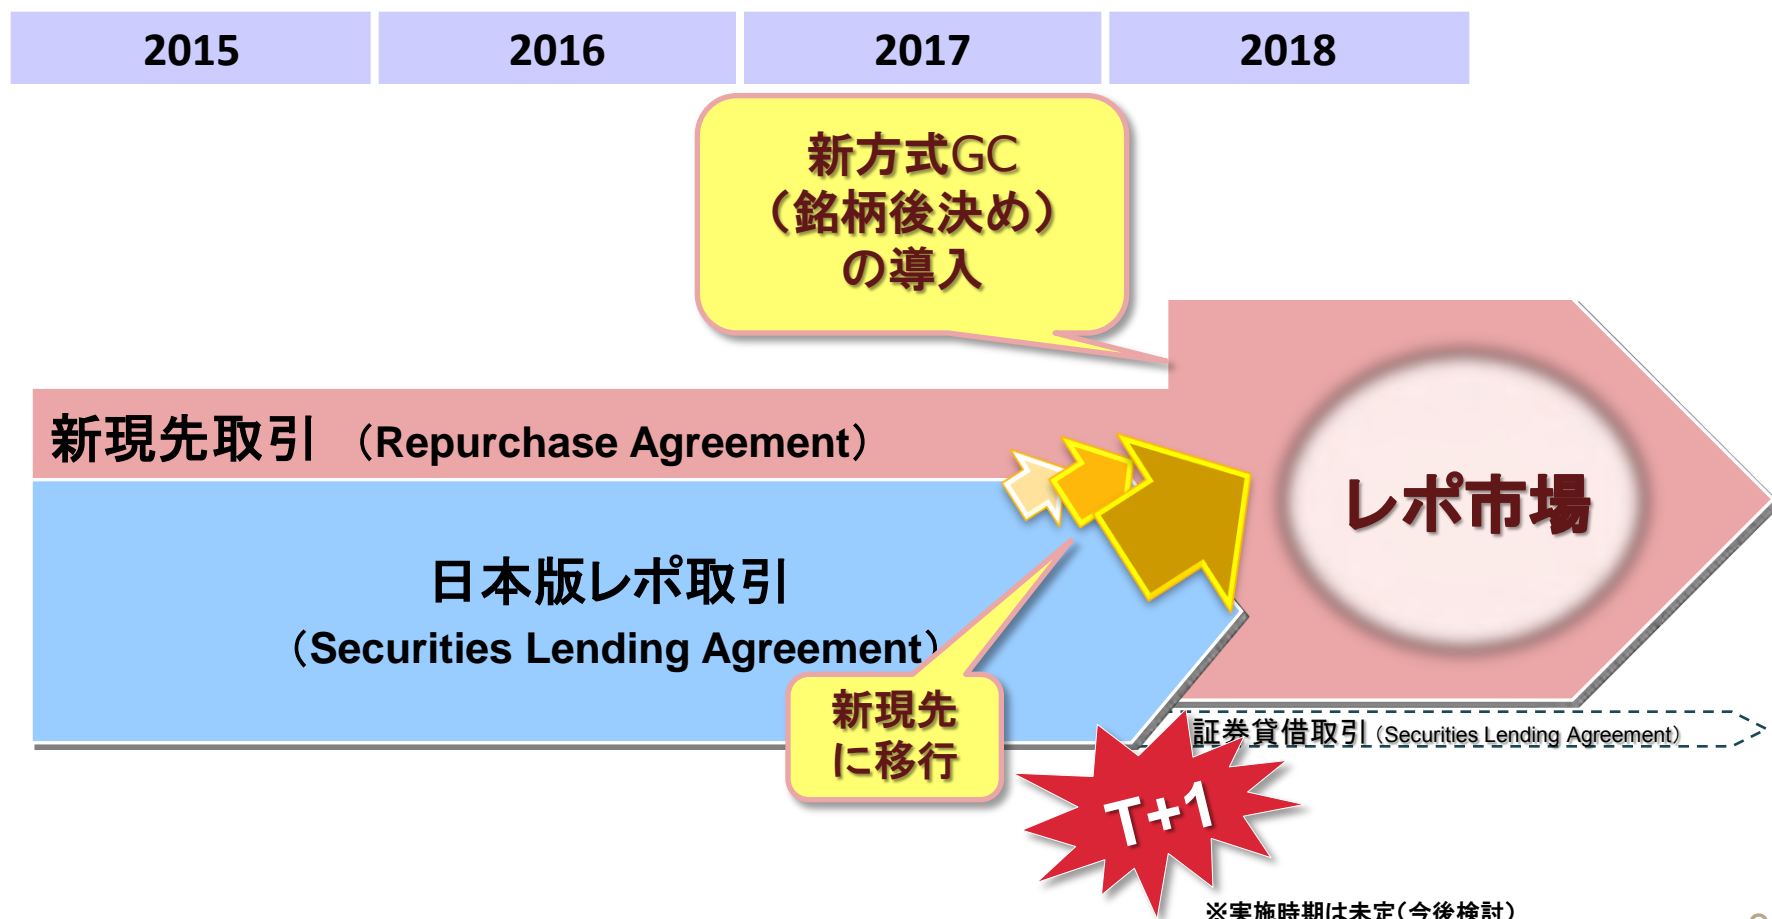 2015 2016 2017 2018
新方式GC
（銘柄後決め）
の導入
新現先取引 （Repurchase Agreement）
レポ市場
日本版レポ取引
（Securities Lending Agreement）
新現先
に移行
証券貸借取引（Securities Lending Agreement）
T+1
※実施時期は未定（今後検討）